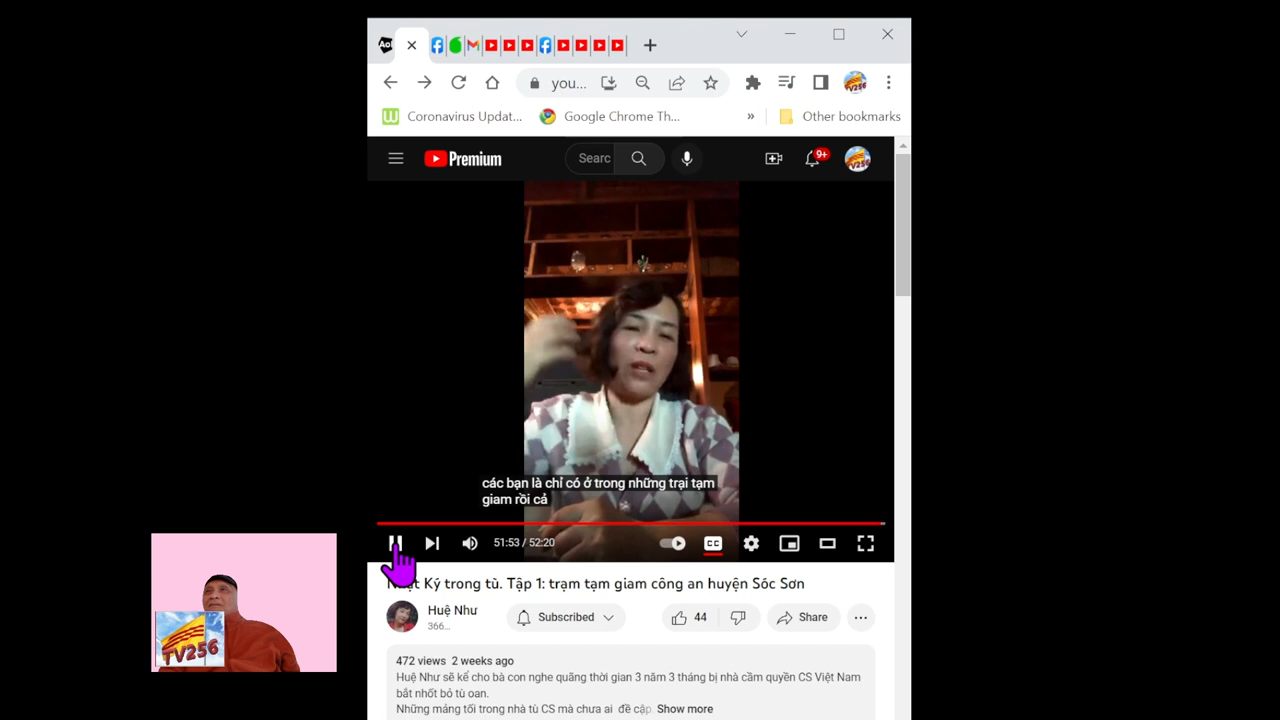 Aol
you...
Coronavirus Updat...
Google Chrome Th...
»
Other bookmarks
Premium
Searc
9+
TV256
các bạn là chỉ có ở trong những trại tạm
giam rồi cả
51:53 / 52:20
CC
Ký trong tù. Tập 1: trạm tạm giam công an huyện Sóc Sơn
Huệ Như
366...
Subscribed
44
Share
472 views 2 weeks ago
Huệ Như sẽ kể cho bà con nghe quãng thời gian 3 năm 3 tháng bị nhà cầm quyền CS Việt Nam
bắt nhốt bỏ tù oan.
Những mảng tối trong nhà tù CS mà chưa ai đề cập Show more
TV256